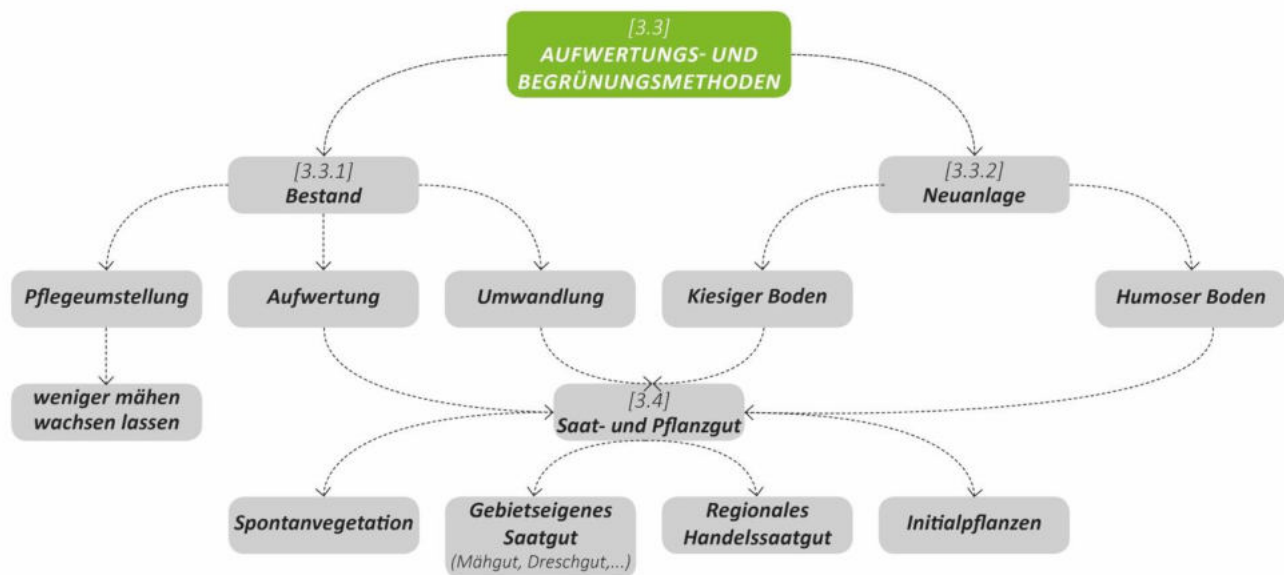 [3.3]
AUFWERTUNGS- UND
BEGRÜNUNGSMETHODEN
[3.3.1]
Bestand
[3.3.2]
Neuanlage
Pflegeumstellung
Aufwertung
Umwandlung
Kiesiger Boden
Humoser Boden
weniger mähen
wachsen lassen
[3.4]
Saat- und Pflanzgut
Spontanvegetation
Gebietseigenes
Saatgut
(Mähgut, Dreschgut,...)
Regionales
Handelssaatgut
Initialpflanzen